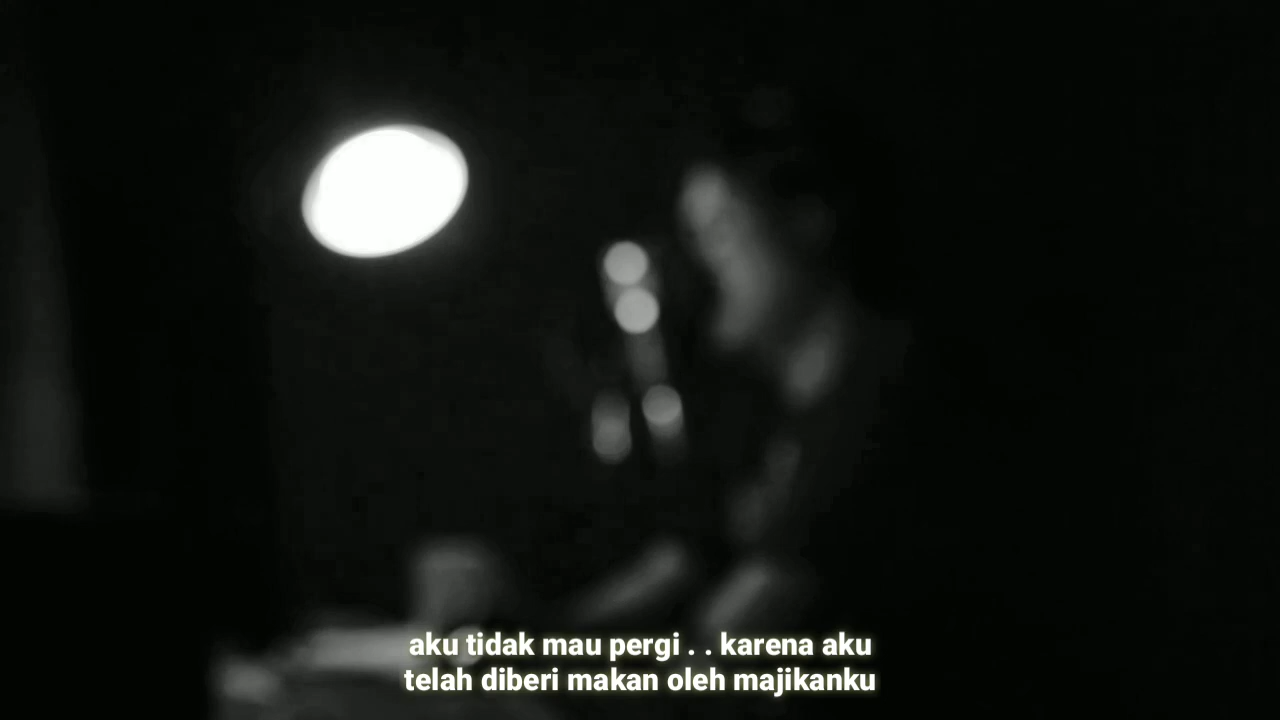 aku tidak mau pergi . . karena aku
telah diberi makan oleh majikanku